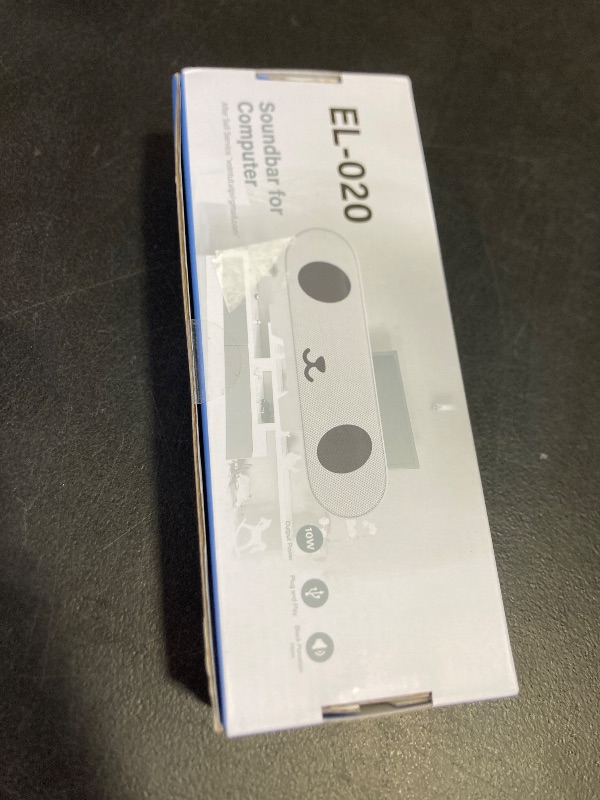 EL-020
Soundbar for
Computer
10W
Output Power
Plug and Play